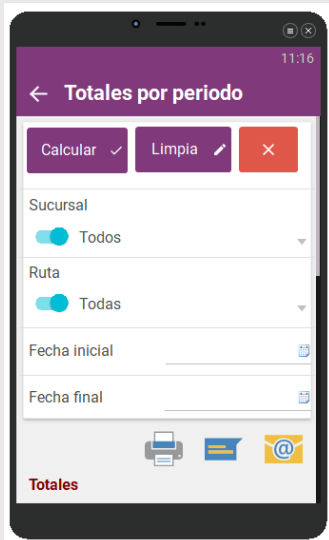 11:16
Totales por periodo
Calcular
Limpia
Sucursal
Todos
Ruta
Todas
Fecha inicial
Fecha final
@
Totales